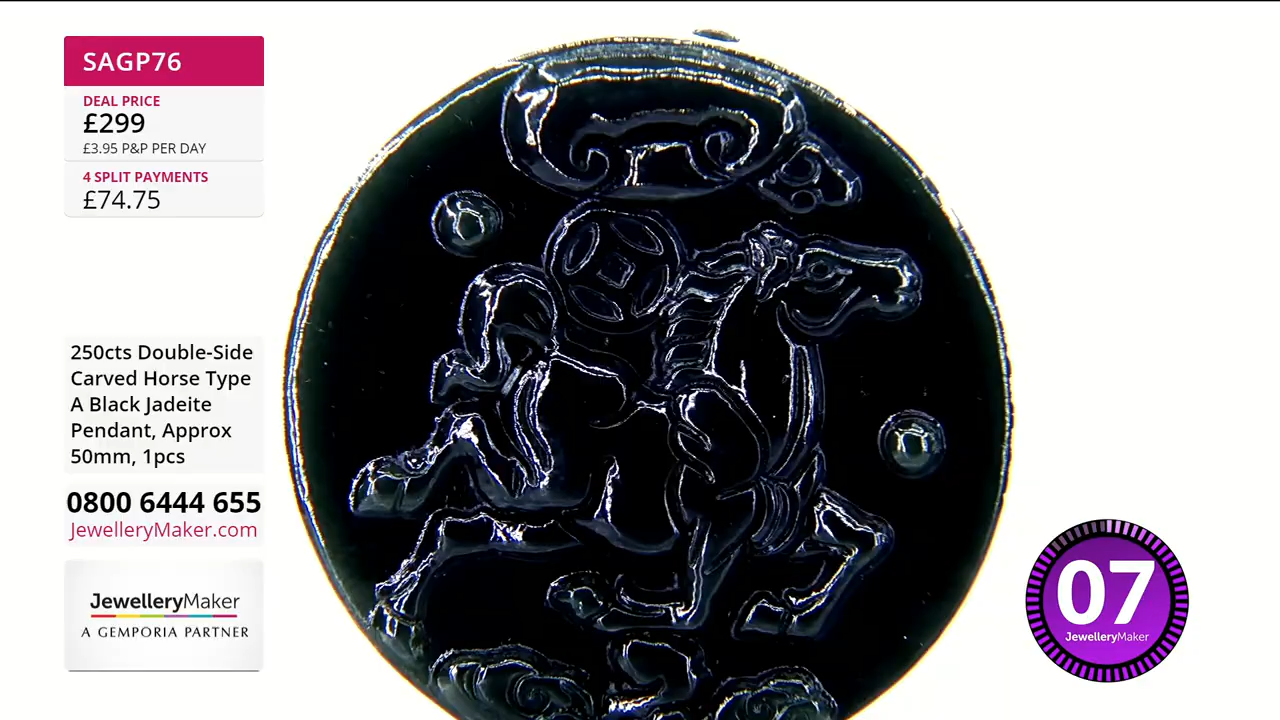 SAGP76
DEAL PRICE
£299
£3.95 P&P PER DAY
4 SPLIT PAYMENTS
£74.75
250cts Double-Side
Carved Horse Type
A Black Jadeite
Pendant, Approx
50mm, 1pcs
0800 6444 655
JewelleryMaker.com
JewelleryMaker
A GEMPORIA PARTNER
07
JewelleryMaker